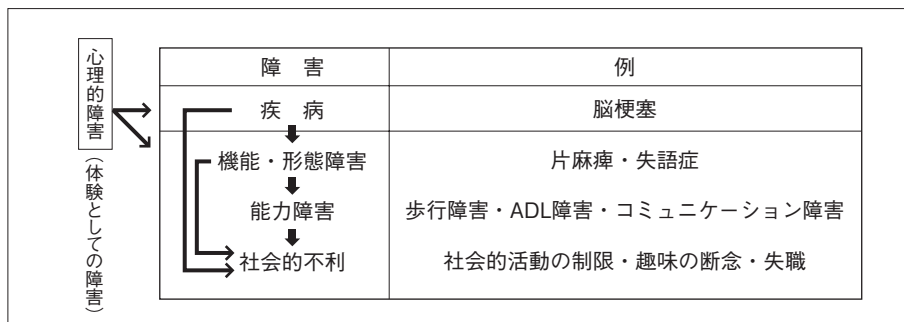 心理的障害
(体験としての障害)
障　害　例
疾　病　脳梗塞
機能・形態障害　片麻痺・失語症
能力障害　歩行障害・ADL障害・コミュニケーション障害
社会的不利　社会的活動の制限・趣味の断念・失職